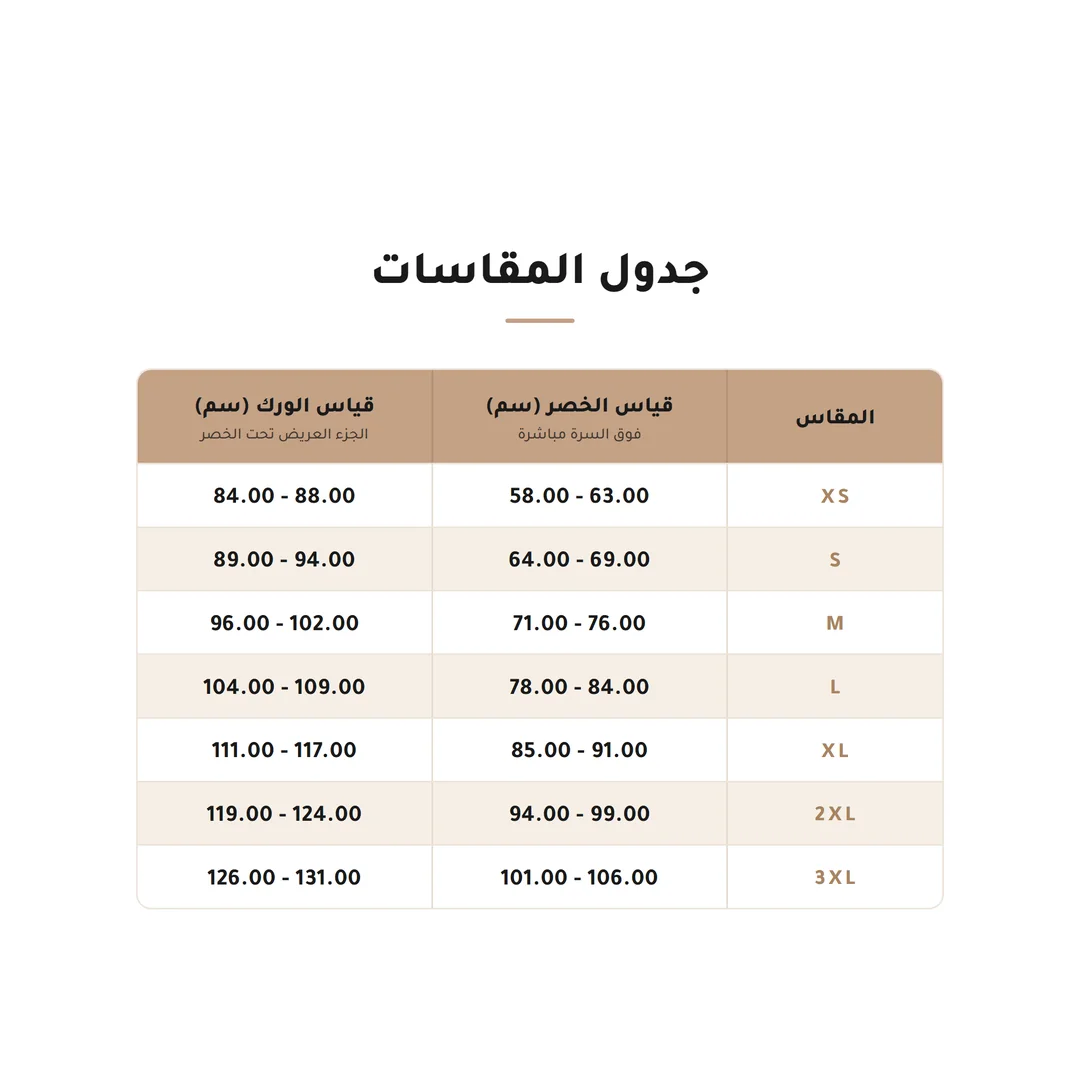 جدول المقاسات
المقاس
قياس الخصر (سم)
فوق السرة مباشرة
قياس الورك (سم)
الجزء العريض تحت الخصر
XS 58.00 - 63.00 84.00 - 88.00
S 64.00 - 69.00 89.00 - 94.00
M 71.00 - 76.00 96.00 - 102.00
L 78.00 - 84.00 104.00 - 109.00
XL 85.00 - 91.00 111.00 - 117.00
2XL 94.00 - 99.00 119.00 - 124.00
3XL 101.00 - 106.00 126.00 - 131.00